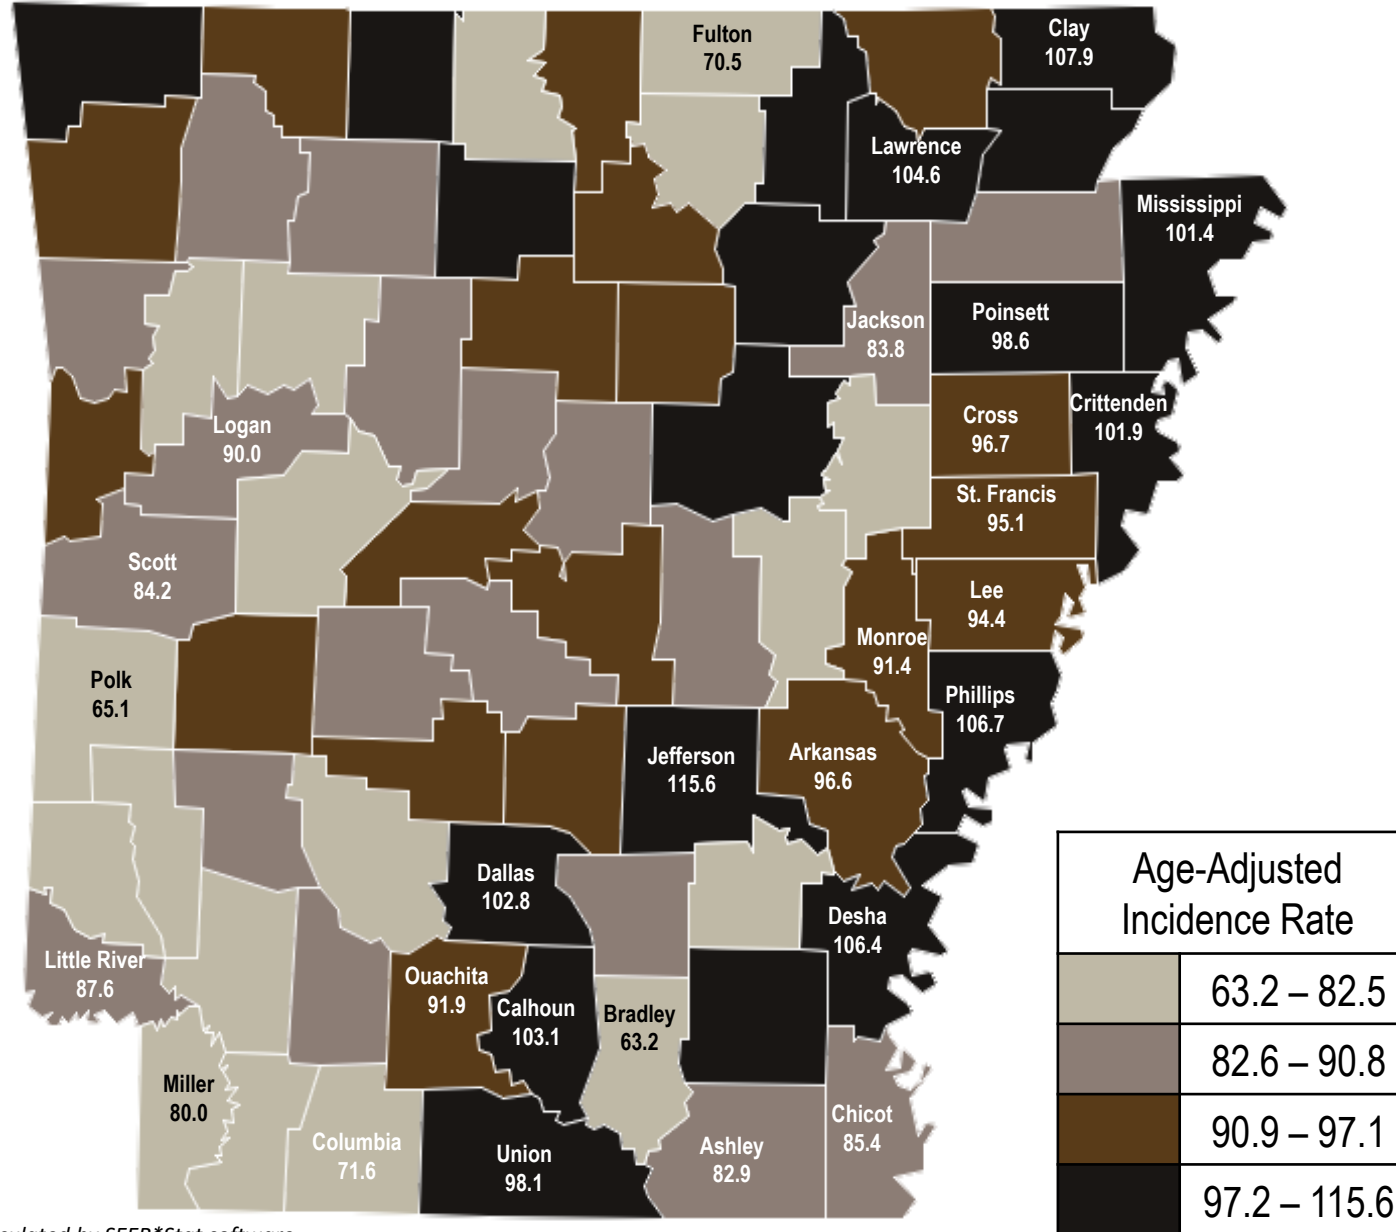 Fulton
70.5
Clay
107.9
Lawrence
104.6
Mississippi
101.4
Jackson
83.8
Poinsett
98.6
Logan
90.0
Cross
96.7
Crittenden
101.9
St. Francis
95.1
Scott
84.2
Lee
94.4
Monroe
91.4
Polk
65.1
Phillips
106.7
Jefferson
115.6
Arkansas
96.6
Dallas
102.8
Desha
106.4
Little River
87.6
Ouachita
91.9
Calhoun
103.1
Bradley
63.2
Miller
80.0
Columbia
71.6
Union
98.1
Ashley
82.9
Chicot
85.4
Age-Adjusted
Incidence Rate
63.2 – 82.5
82.6 – 90.8
90.9 – 97.1
97.2 – 115.6
by SEER*Stat software